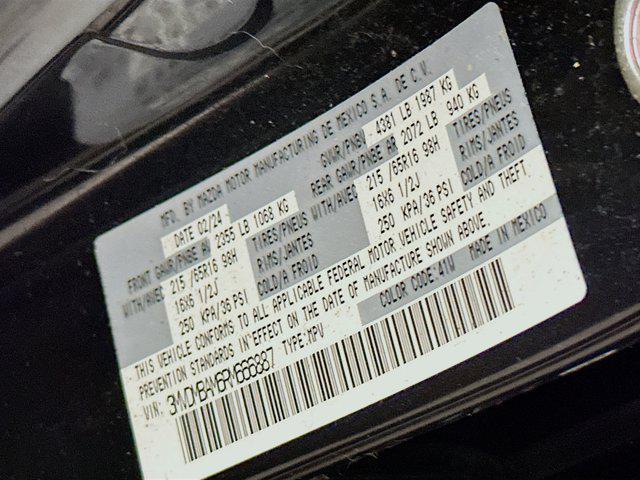 MFD. BY MAZDA MOTOR MANUFACTURING DE MEXICO S.A. DE C.V.
DATE 02/24 GVWR/PNBV 4381 LB 1987 KG
FRONT GAWR/PNBE AV 2355 LB 1068 KG REAR GAWR/PNBE AR 2072 LB 940 KG
WITH/AVEC 215 /65R16 98H TIRES/PNEUS WITH/AVEC 215 /65R16 98H TIRES/PNEUS
16X6 1/2J RIMS/JANTES 16X6 1/2J RIMS/JANTES
250 KPA/36 PSI COLD/A FROID 250 KPA/36 PSI COLD/A FROID
THIS VEHICLE CONFORMS TO ALL APPLICABLE FEDERAL MOTOR VEHICLE SAFETY AND THEFT
PREVENTION STANDARDS IN EFFECT ON THE DATE OF MANUFACTURE SHOWN ABOVE.
VIN: TYPE:MPV COLOR CODE:47W MADE IN MEXICO